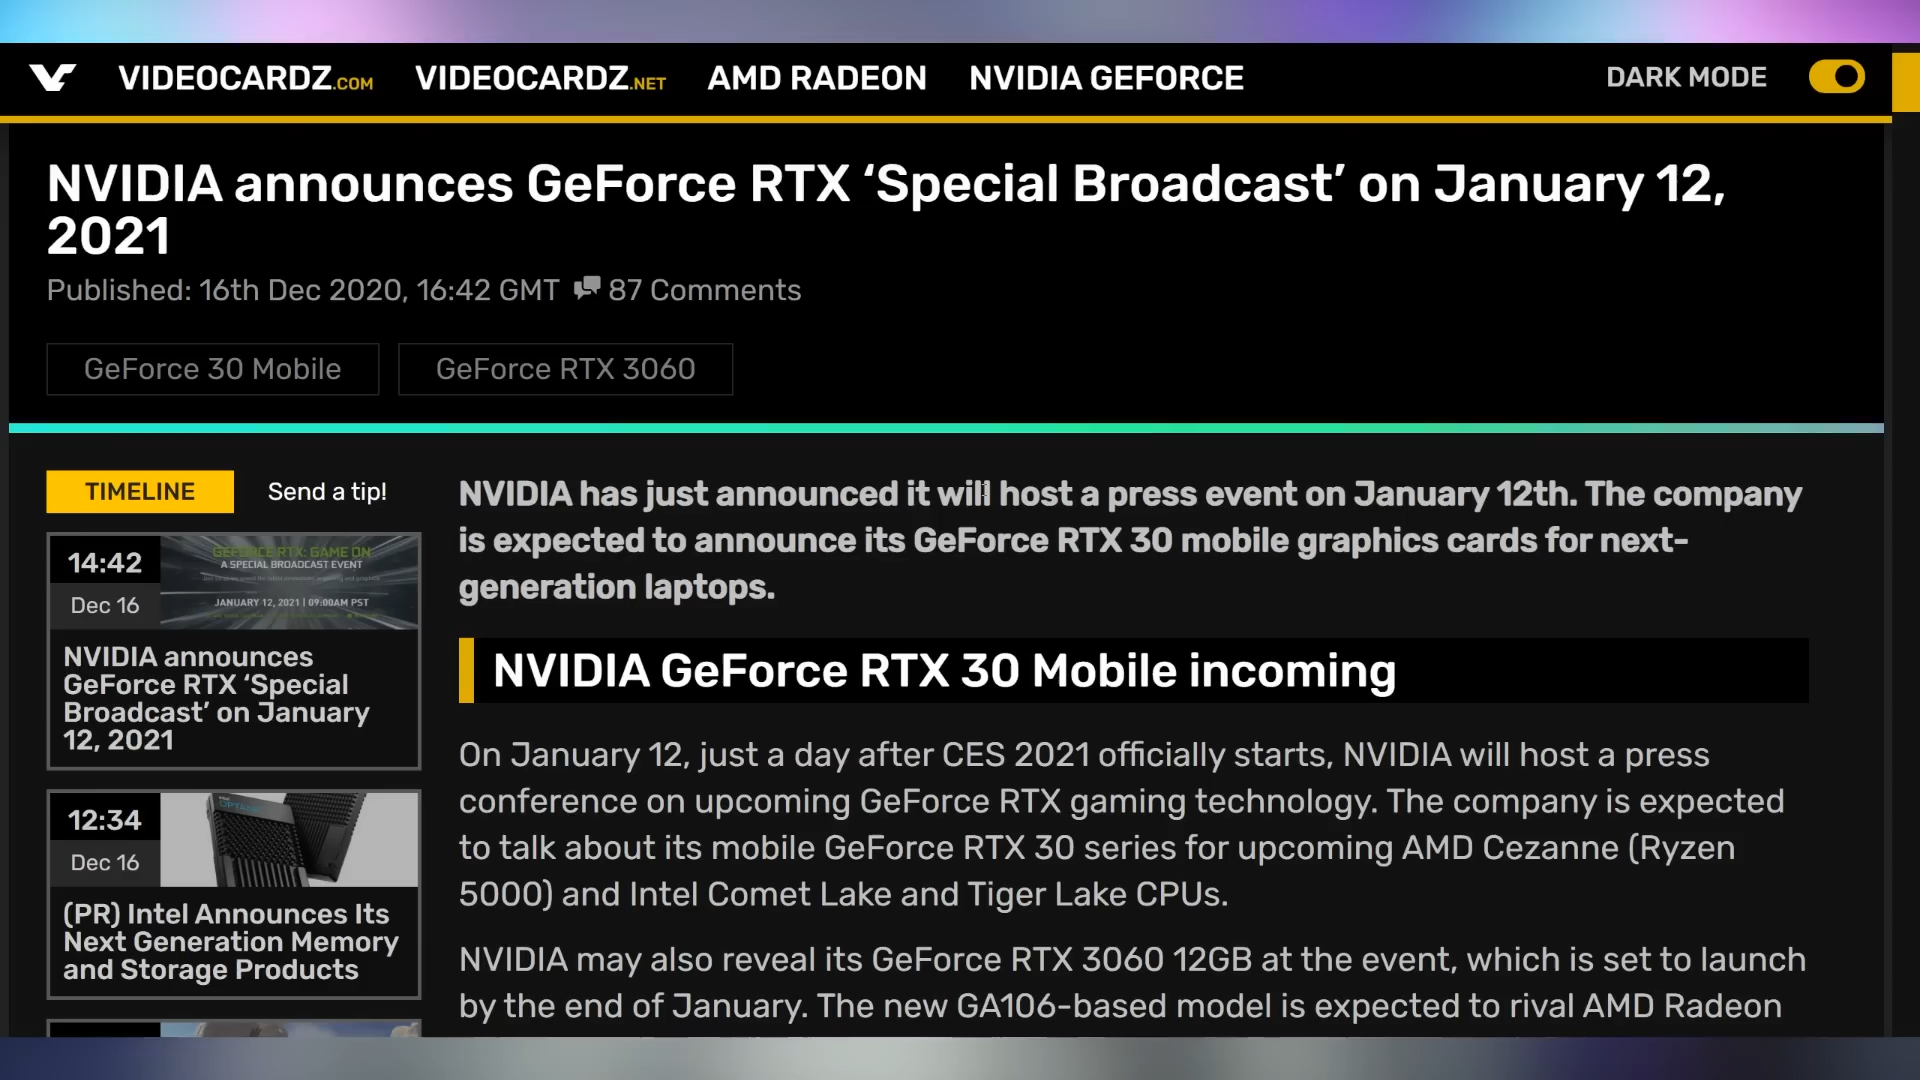 VIDEOCARDZ.COM VIDEOCARDZ.NET AMD RADEON NVIDIA GEFORCE DARK MODE
NVIDIA announces GeForce RTX ‘Special Broadcast’ on January 12,
2021
Published: 16th Dec 2020, 16:42 GMT 87 Comments
GeForce 30 Mobile GeForce RTX 3060
TIMELINE Send a tip!
14:42
Dec 16
GEFORCE RTX: GAME ON
A SPECIAL BROADCAST EVENT
JANUARY 12, 2021 | 09:00AM PST
NVIDIA announces
GeForce RTX ‘Special
Broadcast’ on January
12, 2021
12:34
Dec 16
(PR) Intel Announces Its
Next Generation Memory
and Storage Products
NVIDIA has just announced it will host a press event on January 12th. The company
is expected to announce its GeForce RTX 30 mobile graphics cards for next-
generation laptops.
NVIDIA GeForce RTX 30 Mobile incoming
On January 12, just a day after CES 2021 officially starts, NVIDIA will host a press
conference on upcoming GeForce RTX gaming technology. The company is expected
to talk about its mobile GeForce RTX 30 series for upcoming AMD Cezanne (Ryzen
5000) and Intel Comet Lake and Tiger Lake CPUs.
NVIDIA may also reveal its GeForce RTX 3060 12GB at the event, which is set to launch
by the end of January. The new GA106-based model is expected to rival AMD Radeon